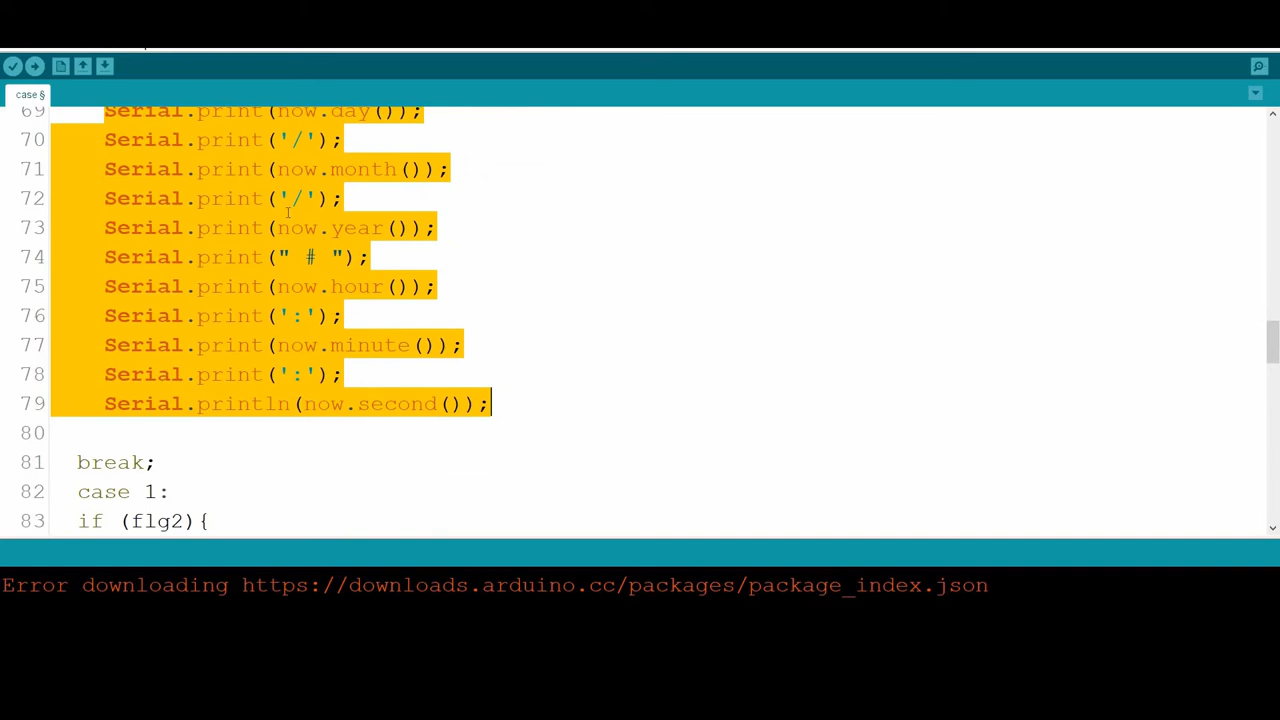 case §
69 Serial.print(now.day());
70 Serial.print('/');
71 Serial.print(now.month());
72 Serial.print('/');
73 Serial.print(now.year());
74 Serial.print(" # ");
75 Serial.print(now.hour());
76 Serial.print(':');
77 Serial.print(now.minute());
78 Serial.print(':');
79 Serial.println(now.second());
80
81 break;
82 case 1:
83 if (flg2){
Error downloading https://downloads.arduino.cc/packages/package_index.json